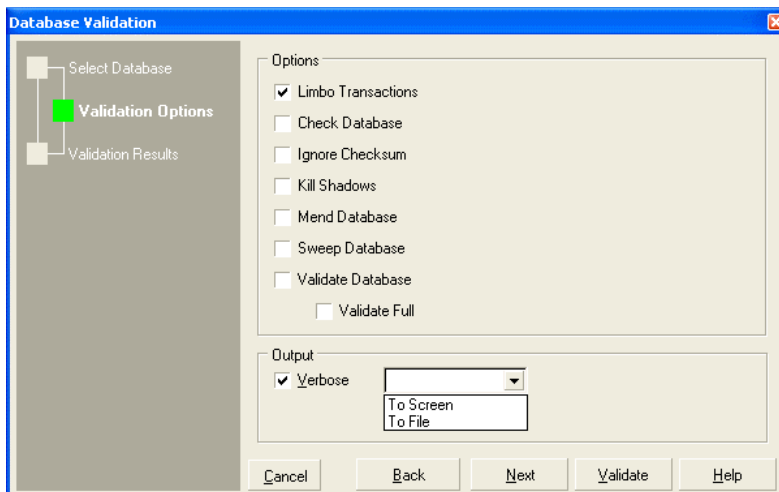 Database Validation
Select Database
Validation Options
Validation Results
Options
Limbo Transactions
Check Database
Ignore Checksum
Kill Shadows
Mend Database
Sweep Database
Validate Database
Validate Full
Output
Verbose
To Screen
To File
Cancel Back Next Validate Help